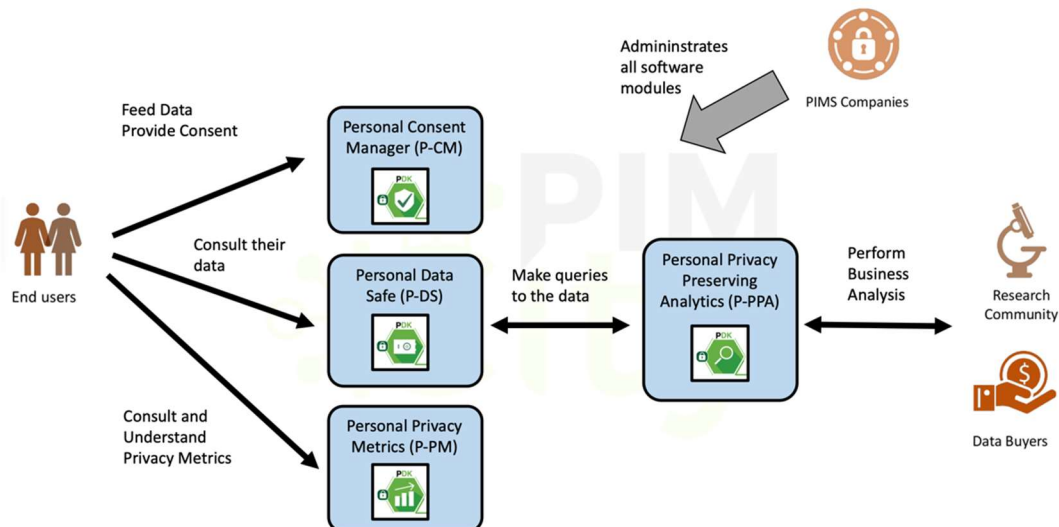 Admininstrates
all software
modules
PIMS Companies
Feed Data
Provide Consent
Personal Consent
Manager (P-CM)
PDK
PIM
End users
Consult their
data
Personal Data
Safe (P-DS)
PDK
Make queries
to the data
Personal Privacy
Preserving
Analytics (P-PPA)
PDK
Perform
Business
Analysis
Research
Community
Consult and
Understand
Privacy Metrics
Personal Privacy
Metrics (P-PM)
PDK
Data Buyers